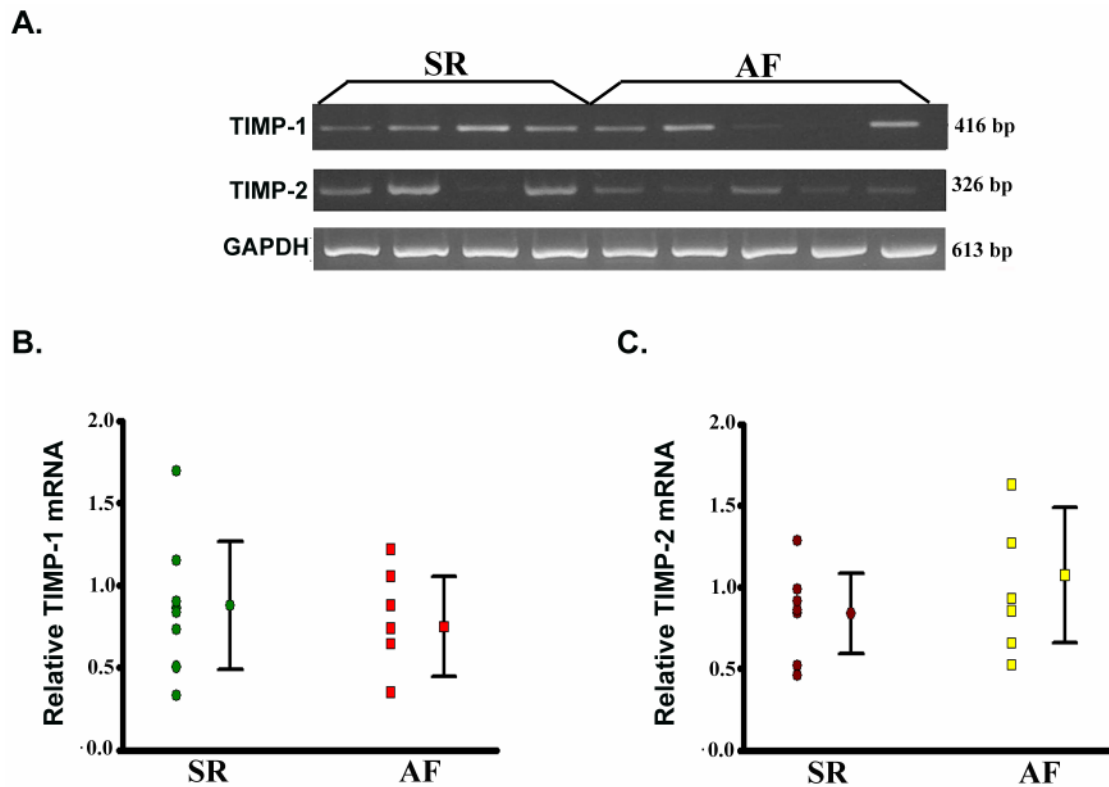 A.
SR AF
TIMP-1 416 bp
TIMP-2 326 bp
GAPDH 613 bp
B.
Relative TIMP-1 mRNA
2.0
1.5
1.0
0.5
0.0
SR AF
C.
Relative TIMP-2 mRNA
2.0
1.5
1.0
0.5
0.0
SR AF